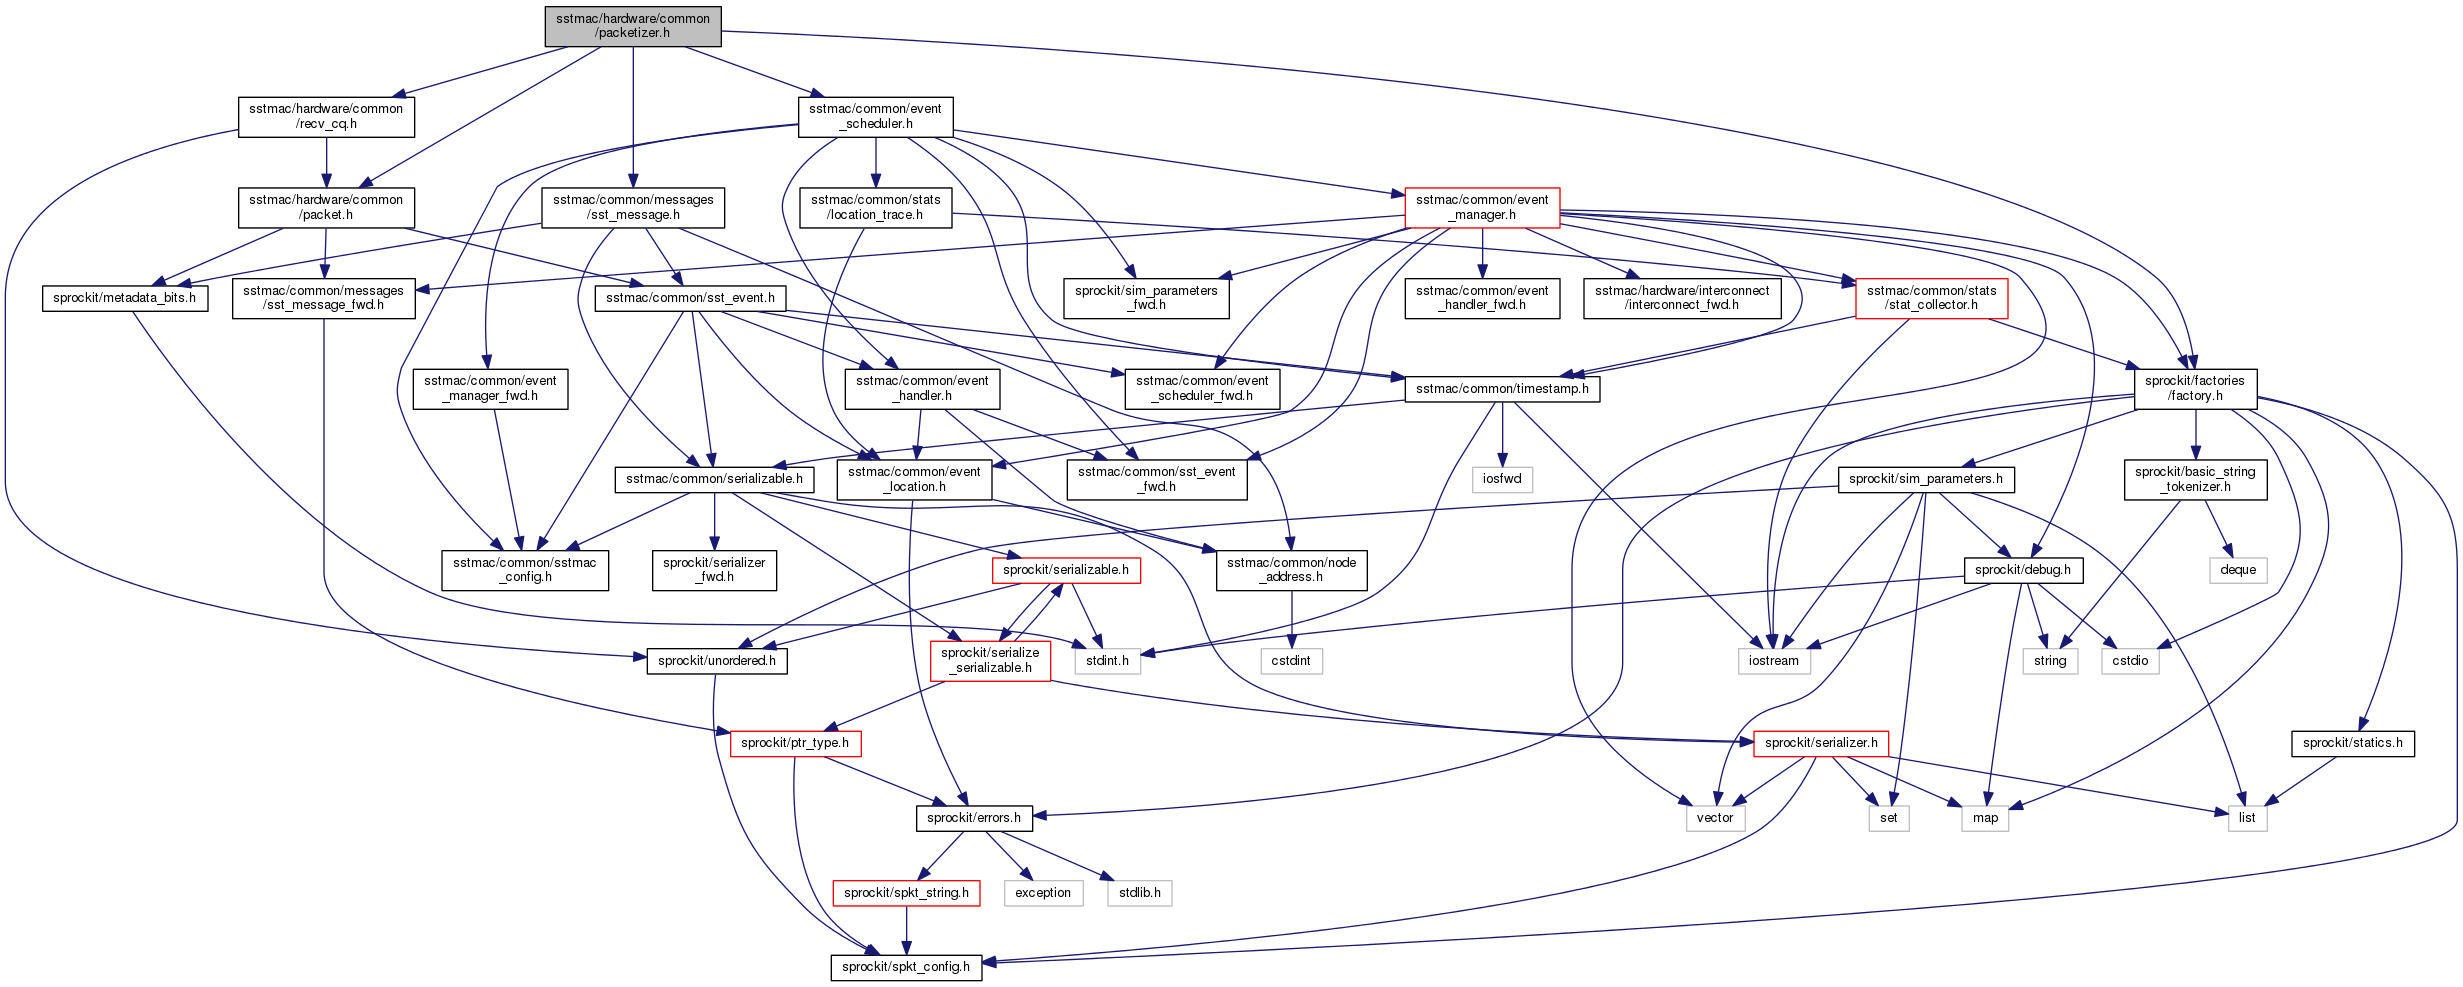 sstmac/hardware/common
/packetizer.h
sstmac/hardware/common
/recv_cq.h
sstmac/common/event
_scheduler.h
sstmac/hardware/common
/packet.h
sstmac/common/messages
/sst_message.h
sstmac/common/stats
/location_trace.h
sstmac/common/event
_manager.h
sprockit/metadata_bits.h
sstmac/common/messages
/sst_message_fwd.h
sstmac/common/sst_event.h
sprockit/sim_parameters
_fwd.h
sstmac/common/event
_handler_fwd.h
sstmac/hardware/interconnect
/interconnect_fwd.h
sstmac/common/stats
/stat_collector.h
sstmac/common/event
_manager_fwd.h
sstmac/common/event
_handler.h
sstmac/common/event
_scheduler_fwd.h
sstmac/common/timestamp.h
sprockit/factories
/factory.h
sstmac/common/serializable.h
sstmac/common/event
_location.h
sstmac/common/sst_event
_fwd.h
iosfwd
sprockit/sim_parameters.h
sprockit/basic_string
_tokenizer.h
sstmac/common/sstmac
_config.h
sprockit/serializer
_fwd.h
sprockit/serializable.h
sstmac/common/node
_address.h
sprockit/debug.h
deque
sprockit/unordered.h
sprockit/serialize
_serializable.h
stdint.h
cstdint
iostream
string
cstdio
sprockit/ptr_type.h
sprockit/serializer.h
sprockit/statics.h
sprockit/errors.h
vector
set
map
list
sprockit/spkt_string.h
exception
stdlib.h
sprockit/spkt_config.h